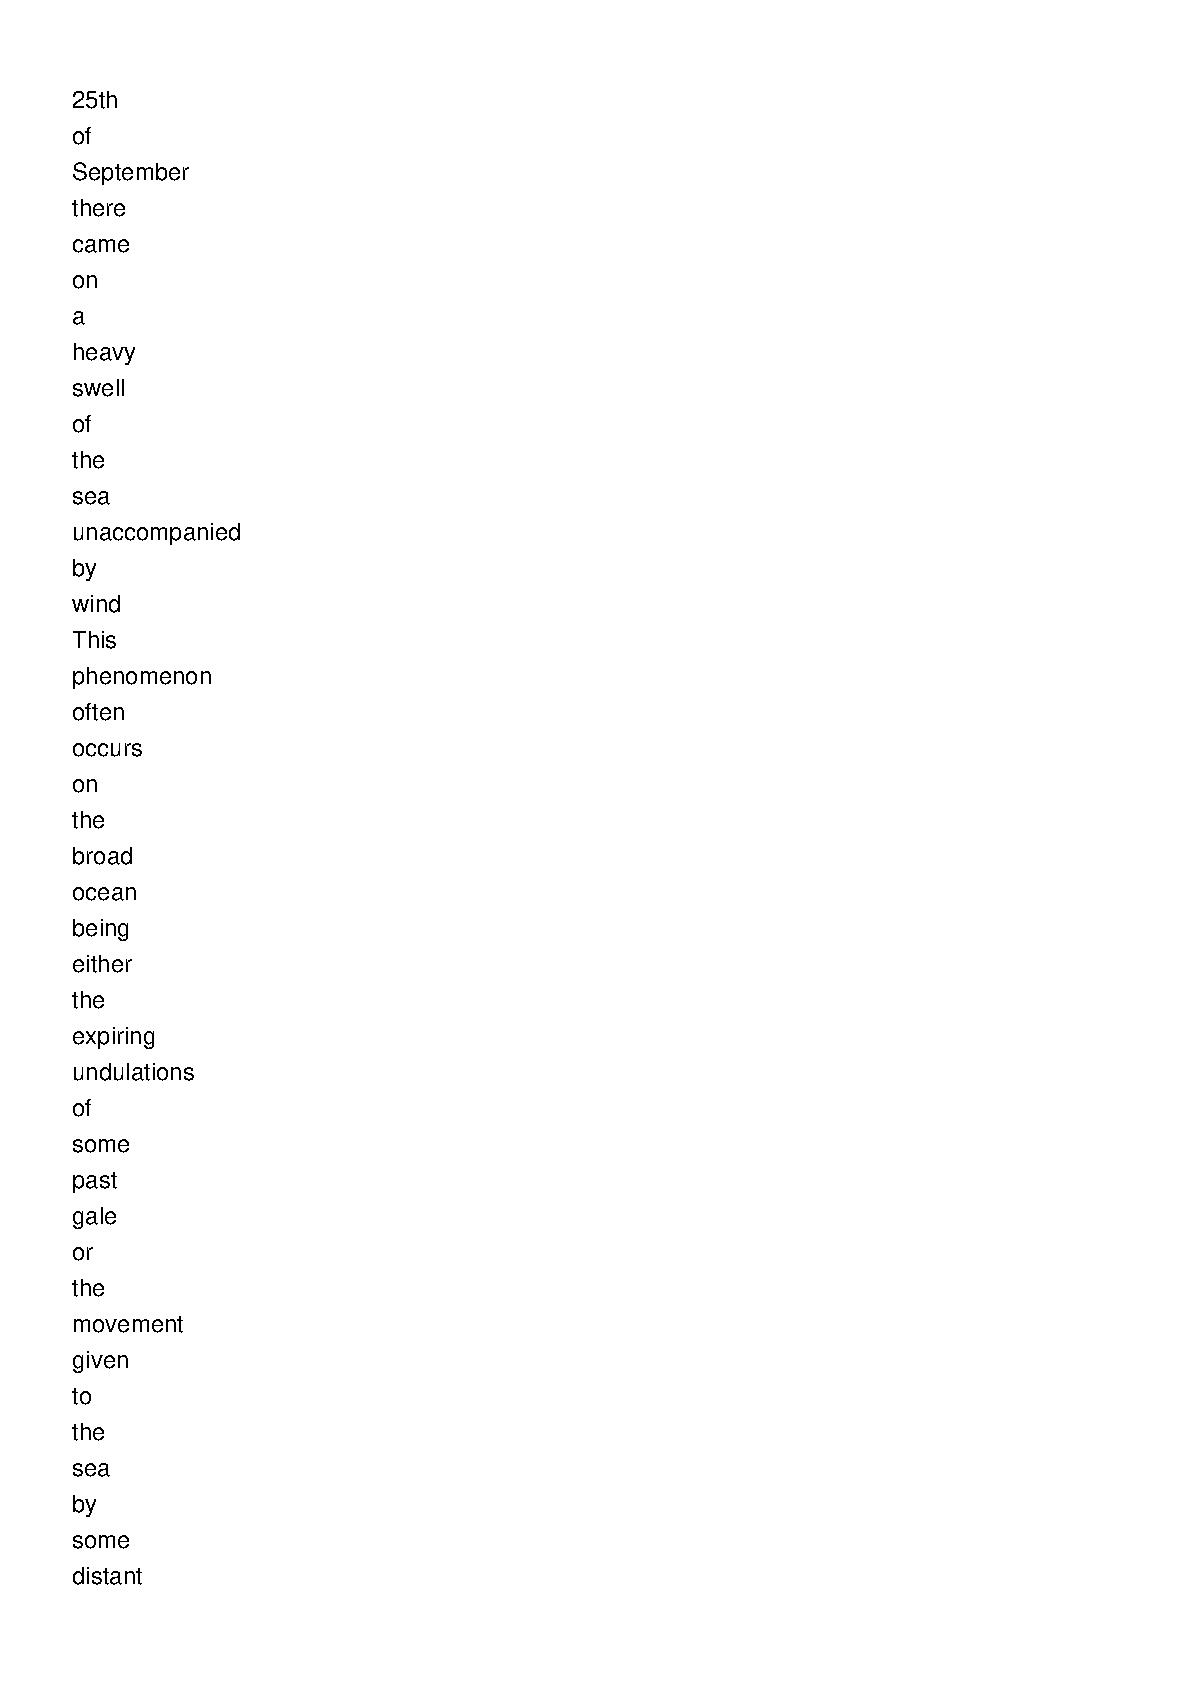 25th
of
September
there
came
on
a
heavy
swell
of
the
sea
unaccompanied
by
wind
This
phenomenon
often
occurs
on
the
broad
ocean
being
either
the
expiring
undulations
of
some
past
gale
or
the
movement
given
to
the
sea
by
some
distant